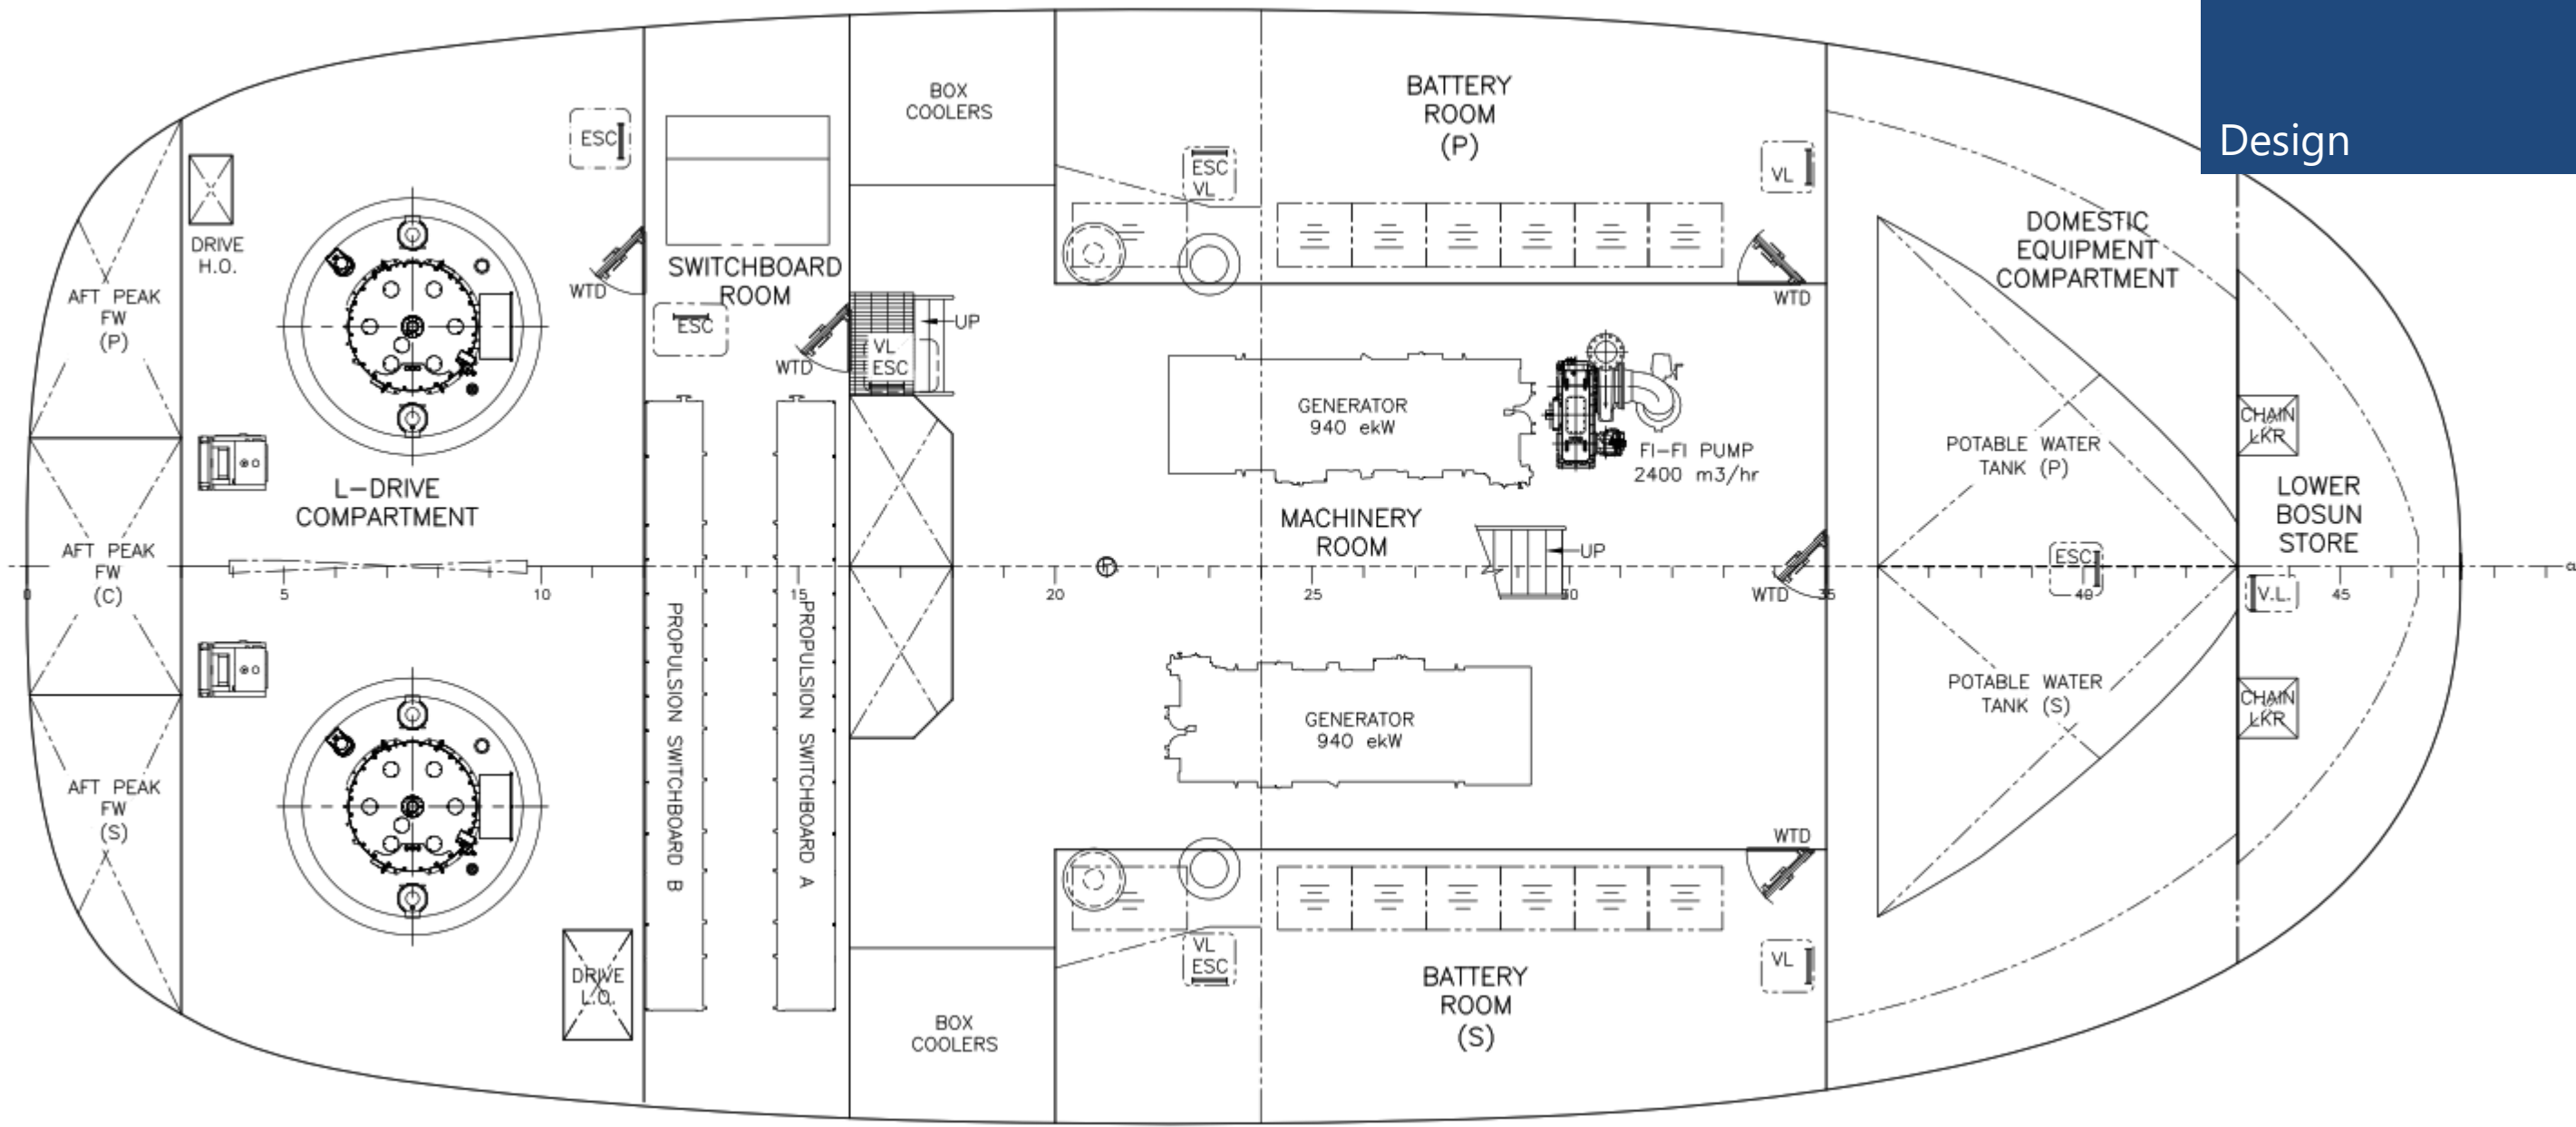 Design
BOX
COOLERS
BATTERY
ROOM
(P)
ESC
ESC
VL
VL
DRIVE
H.O.
WTD
SWITCHBOARD
ROOM
ESC
WTD
UP
VL
ESC
WTD
DOMESTIC
EQUIPMENT
COMPARTMENT
AFT PEAK
FW
(P)
GENERATOR
940 ekW
FI-FI PUMP
2400 m3/hr
POTABLE WATER
TANK (P)
CHAIN
LKR
L-DRIVE
COMPARTMENT
MACHINERY
ROOM
UP
WTD
LOWER
BOSUN
STORE
ESC
V.L.
AFT PEAK
FW
(C)
0
5
10
15
20
25
30
35
40
45
PROPULSION SWITCHBOARD B
PROPULSION SWITCHBOARD A
POTABLE WATER
TANK (S)
CHAIN
LKR
GENERATOR
940 ekW
AFT PEAK
FW
(S)
WTD
VL
ESC
VL
DRIVE
L.O.
BATTERY
ROOM
(S)
BOX
COOLERS